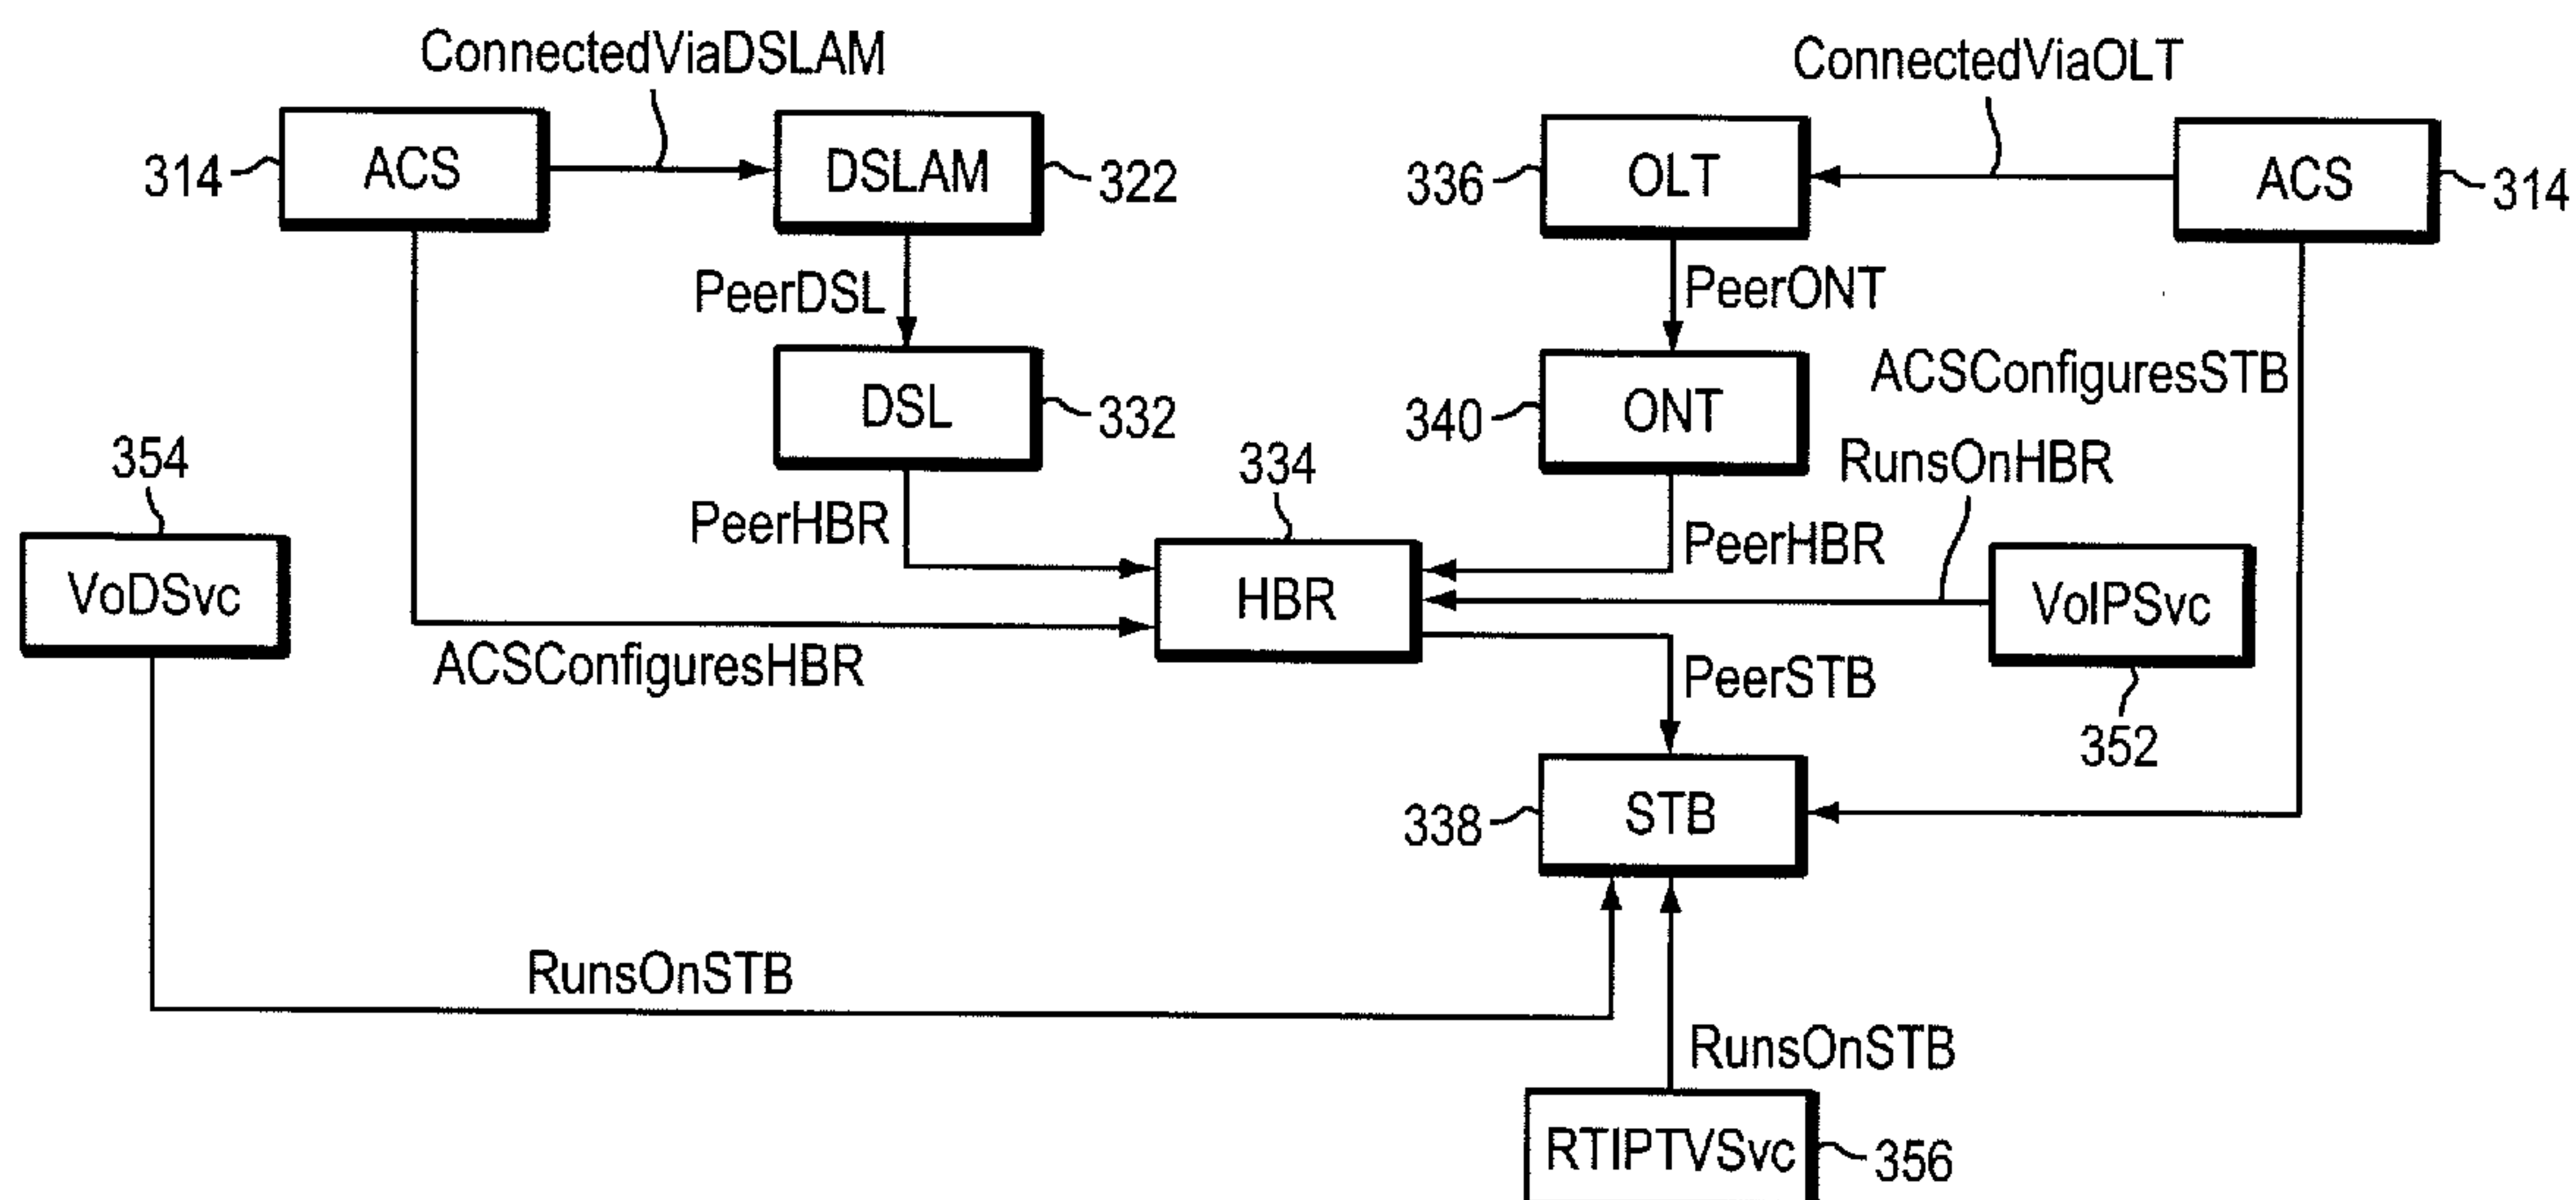 ConnectedViaDSLAM
ConnectedViaOLT
314
ACS
DSLAM
322
336
OLT
ACS
314
PeerDSL
PeerONT
ACSConfiguresSTB
DSL
332
340
ONT
354
334
RunsOnHBR
PeerHBR
PeerHBR
VoDSvc
HBR
VoIPSvc
ACSConfiguresHBR
PeerSTB
352
338
STB
RunsOnSTB
RunsOnSTB
RTIPTVSvc
356